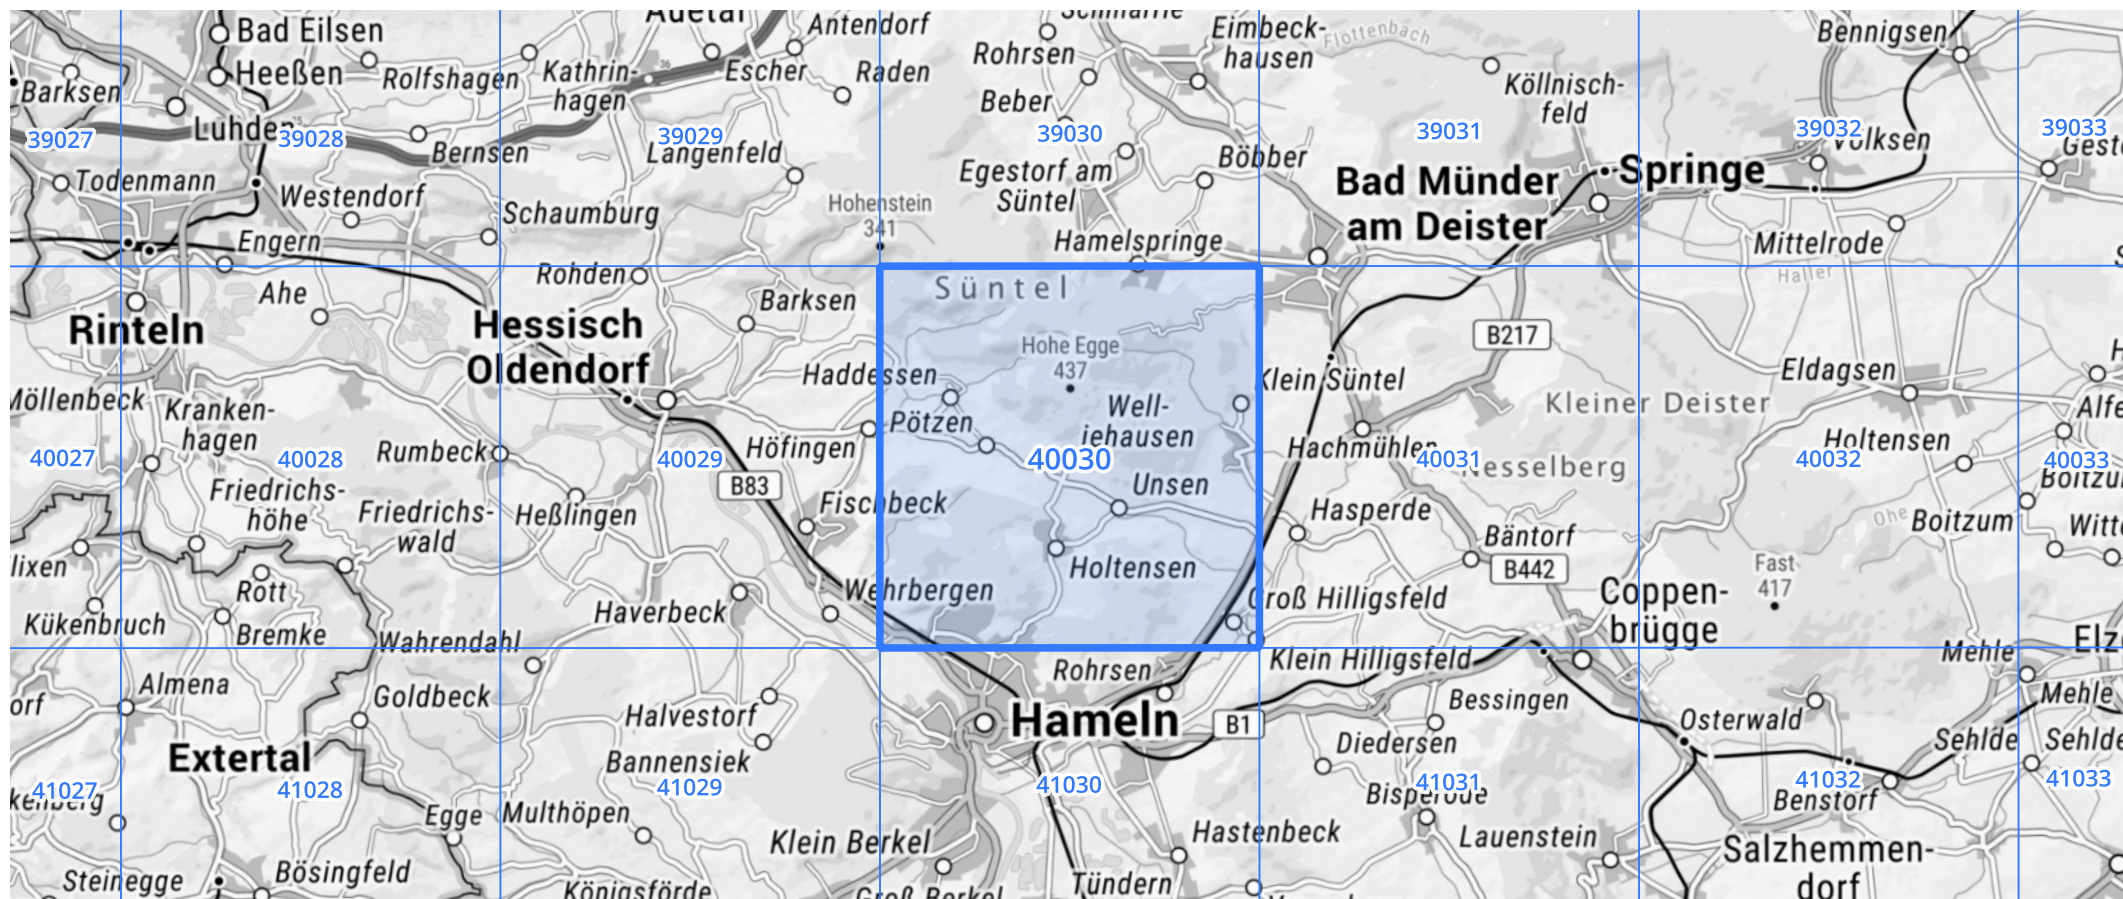 Auetal
Antendorf
Bad Eilsen
Heeßen
Rolfshagen
Kathrin-
hagen
36
Escher
Raden
Rohrsen
Beber
Eimbeck-
hausen
Flöttenbach
Köllnisch-
feld
Bennigsen
Barksen
39027
Luhden
39028
Bernsen
39029
Langenfeld
39030
Egestorf am
Süntel
Böbber
39031
39032
Völksen
39033
Todenmann
Westendorf
Schaumburg
Hohenstein
341
Bad Münder
am Deister
Springe
Engern
Hamelspringe
Mittelrode
Rohden
Ahe
Barksen
Süntel
Haller
Rinteln
Hessisch
Oldendorf
Hohe Egge
437
B217
Haddessen
Klein Süntel
Eldagsen
Möllenbeck
Kranken-
hagen
Pötzen
Well-
iehausen
Kleiner Deister
40027
40028
Rumbeck
40029
Höfingen
40030
Hachmühlen
40031
Nesselberg
Holtensen
40032
40033
B83
Unsen
Friedrichs-
höhe
Friedrichs-
wald
Heßlingen
Fischbeck
Hasperde
Bäntorf
Ohe
Boitzum
B442
Holtensen
Fast
417
Rott
Kükenbruch
Bremke
Haverbeck
Wehrbergen
Groß Hilligsfeld
Coppen-
brügge
Wahrendahl
Rohrsen
Klein Hilligsfeld
Mehle
Almena
Goldbeck
Halvestorf
Hameln
B1
Bessingen
Osterwald
Mehle
Extertal
Bannensiek
Diedersen
Sehlde
Sehlde
41027
41028
41029
41030
41031
Bisperode
41032
41033
Benstorf
Egge
Multhöpen
Klein Berkel
Hastenbeck
Lauenstein
Salzhemmen-
dorf
Steinegge
Bösingfeld
Königsförde
Groß Berkel
Tündern